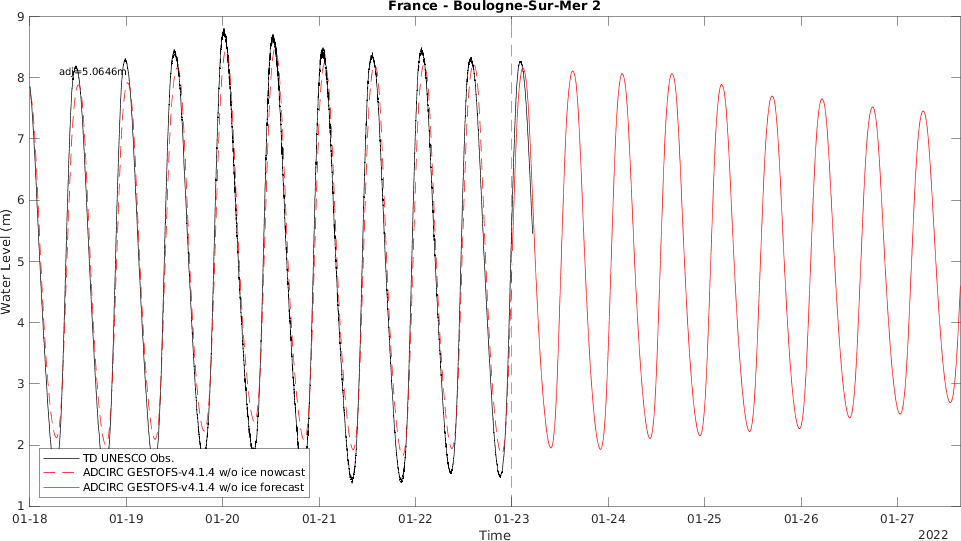 France - Boulogne-Sur-Mer 2
9
8
7
6
5
4
3
2
1
Water Level (m)
adj=5.0646m
TD UNESCO Obs.
ADCIRC GESTOFS-v4.1.4 w/o ice nowcast
ADCIRC GESTOFS-v4.1.4 w/o ice forecast
01-18 01-19 01-20 01-21 01-22 01-23 01-24 01-25 01-26 01-27
Time
2022